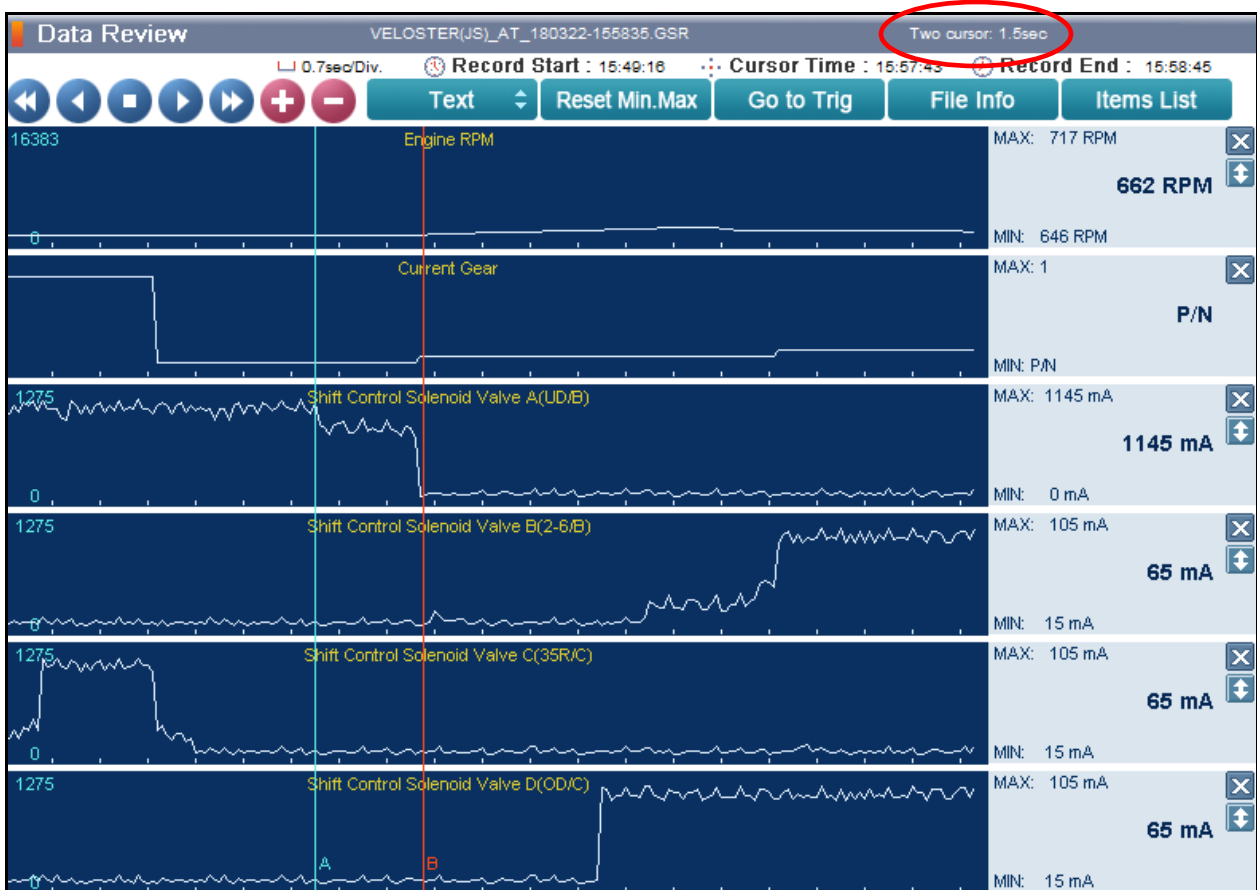 Data Review VELOSTER(JS)_AT_180322-155835.GSR Two cursor: 1.5sec
0.7sec/Div. Record Start : 15:49:16 Cursor Time : 15:57:43 Record End : 15:58:45
Text Reset Min.Max Go to Trig File Info Items List
16383 Engine RPM MAX: 717 RPM
662 RPM
0 MIN: 646 RPM
Current Gear MAX: 1
P/N
MIN: P/N
1275 Shift Control Solenoid Valve A(UD/B) MAX: 1145 mA
1145 mA
0 MIN: 0 mA
1275 Shift Control Solenoid Valve B(2-6/B) MAX: 105 mA
65 mA
0 MIN: 15 mA
1275 Shift Control Solenoid Valve C(35R/C) MAX: 105 mA
65 mA
0 MIN: 15 mA
1275 Shift Control Solenoid Valve D(OD/C) MAX: 105 mA
65 mA
A B
0 MIN: 15 mA